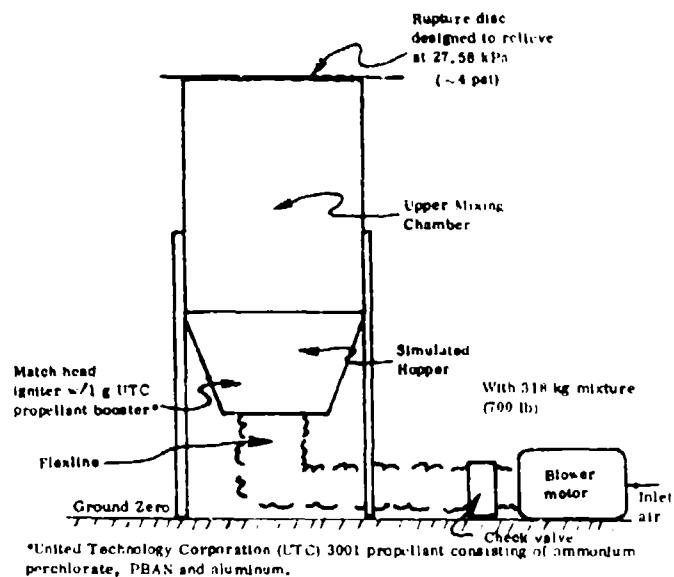 Rupture disc
designed to relieve
at 27.58 kPa
(~4 psi)
Upper Mixing
Chamber
Simulated
Hopper
Match head
igniter w/1 g UTC
propellant booster*
With 318 kg mixture
(700 lb)
Flexline
Blower
motor
Inlet
air
Ground Zero
Check valve
*United Technology Corporation (UTC) 3001 propellant consisting of ammonium
perchlorate, PBAN and aluminum.